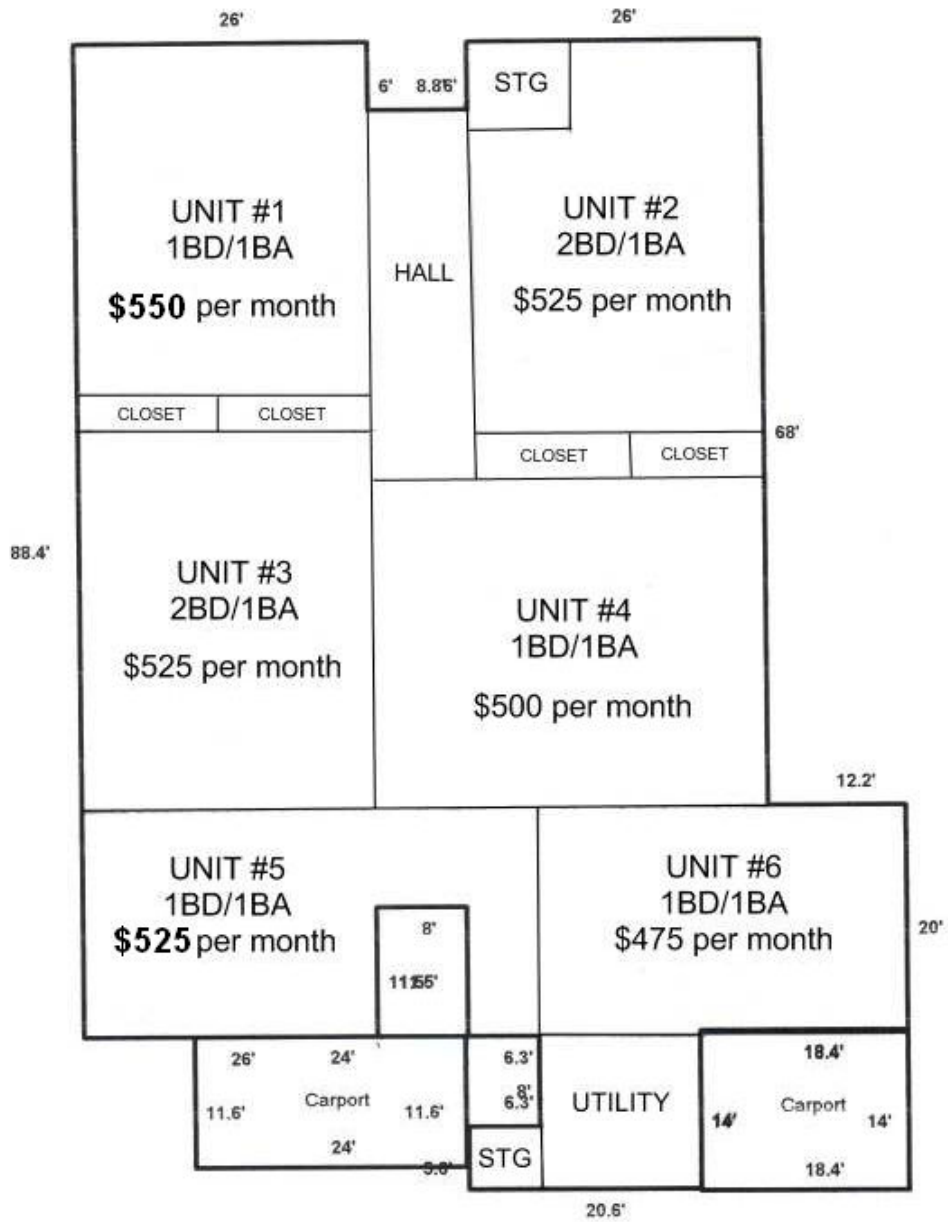 26'
26'
6'
STG
UNIT #1
1BD/1BA
$550 per month
HALL
UNIT #2
2BD/1BA
$525 per month
CLOSET
CLOSET
CLOSET
CLOSET
68'
88.4'
UNIT #3
2BD/1BA
$525 per month
UNIT #4
1BD/1BA
$500 per month
12.2'
UNIT #5
1BD/1BA
$525 per month
8'
UNIT #6
1BD/1BA
$475 per month
20'
26'
24'
11.6'
Carport
11.6'
24'
6.3'
8'
6.3'
STG
UTILITY
18.4'
14'
Carport
14'
18.4'
20.6'